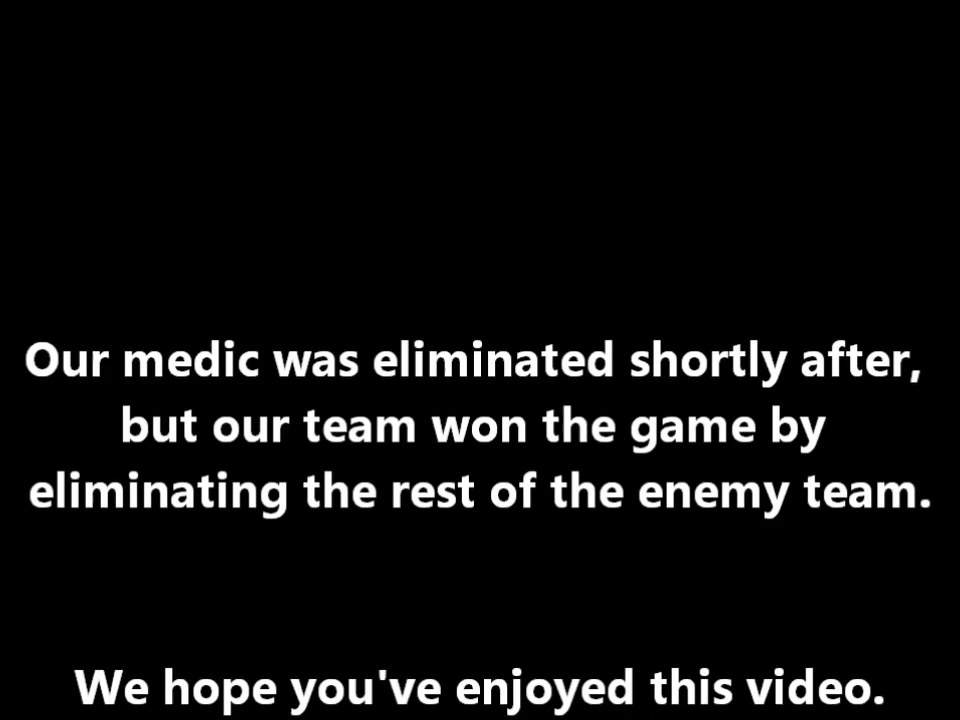 Our medic was eliminated shortly after,
but our team won the game by
eliminating the rest of the enemy team.
We hope you've enjoyed this video.